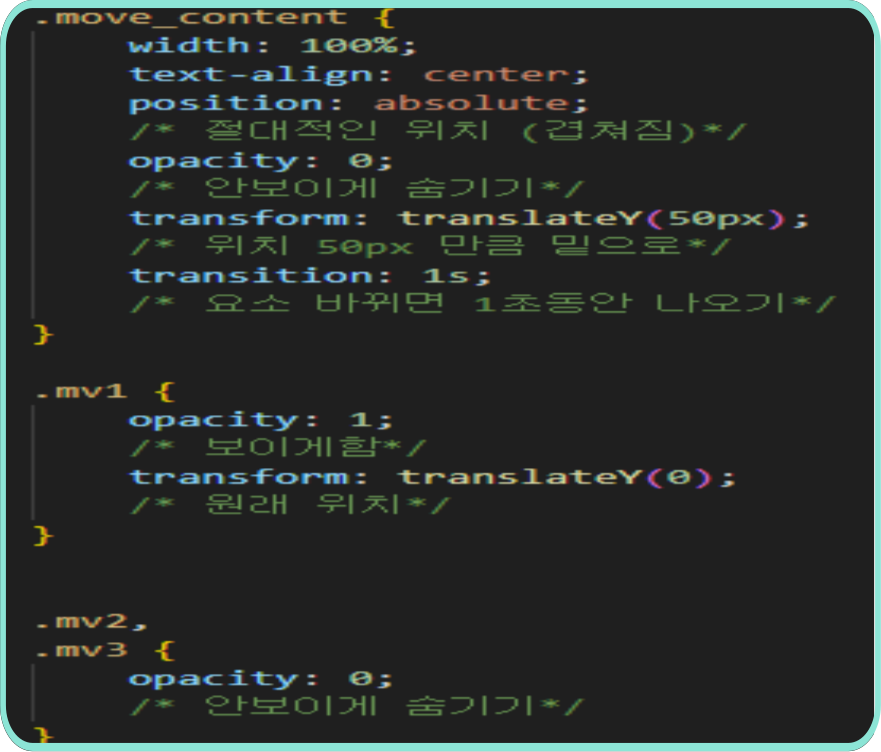 .move_content {
width: 100%;
text-align: center;
position: absolute;
/* 절대적인 위치 (겹쳐짐)*/
opacity: 0;
/* 안보이게 숨기기*/
transform: translateY(50px);
/* 위치 50px 만큼 밑으로*/
transition: 1s;
/* 요소 바뀌면 1초동안 나오기*/
}
.mv1 {
opacity: 1;
/* 보이게함*/
transform: translateY(0);
/* 원래 위치*/
}
.mv2,
.mv3 {
opacity: 0;
/* 안보이게 숨기기*/
}